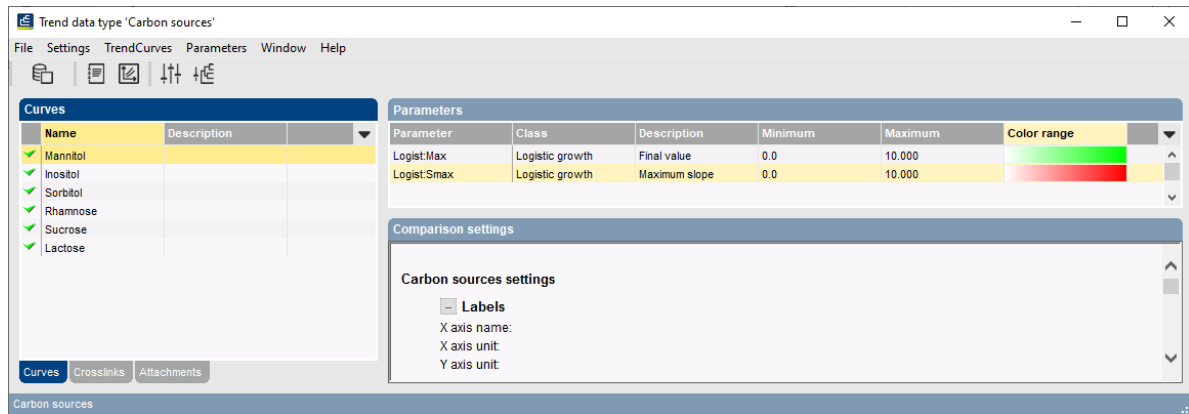 Trend data type 'Carbon sources'
File Settings TrendCurves Parameters Window Help
Curves
Name Description
Mannitol
Inositol
Sorbitol
Rhamnose
Sucrose
Lactose
Curves Crosslinks Attachments
Parameters
Parameter Class Description Minimum Maximum Color range
Logist:Max Logistic growth Final value 0.0 10.000
Logist:Smax Logistic growth Maximum slope 0.0 10.000
Comparison settings
Carbon sources settings
Labels
X axis name:
X axis unit:
Y axis unit:
Carbon sources